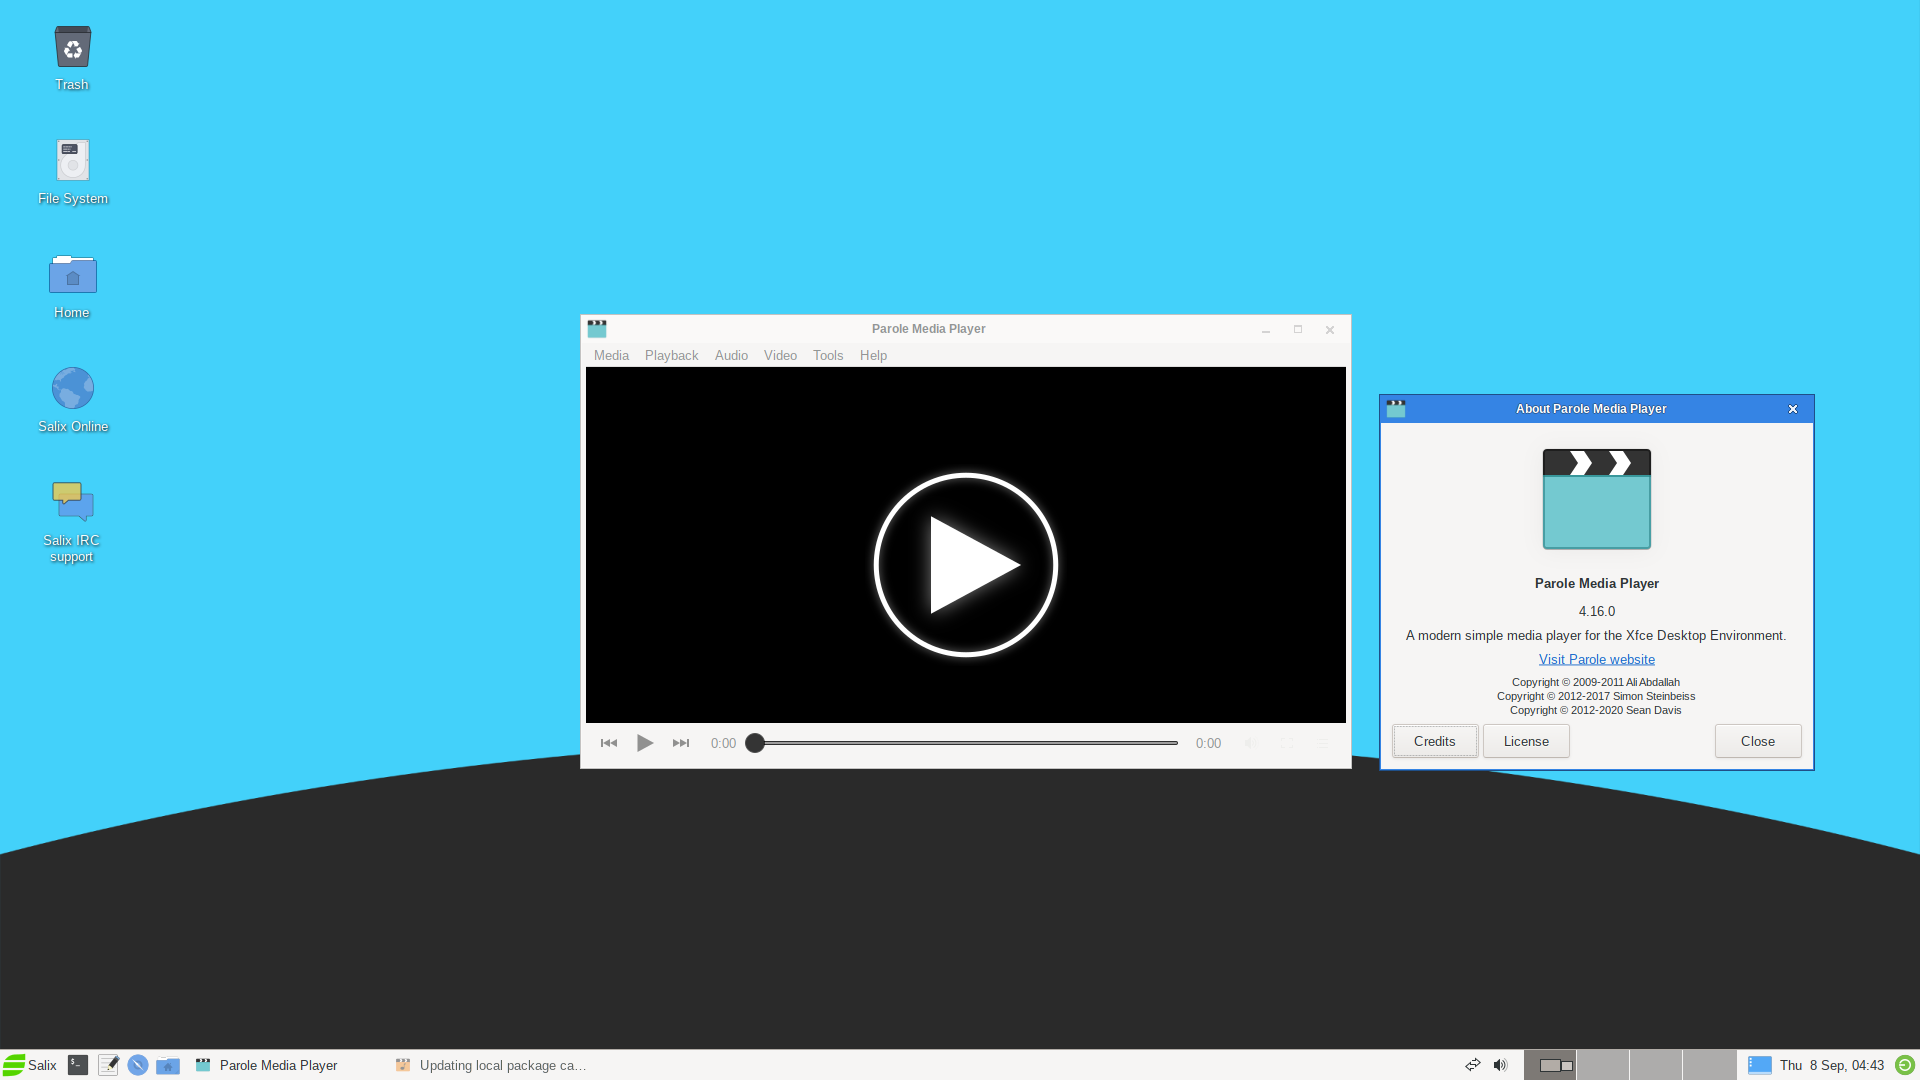 Trash
File System
Home
Salix Online
Salix IRC
support
Parole Media Player
Media Playback Audio Video Tools Help
0:00
0:00
About Parole Media Player
Parole Media Player
4.16.0
A modern simple media player for the Xfce Desktop Environment.
Visit Parole website
Copyright © 2009-2011 Ali Abdallah
Copyright © 2012-2017 Simon Steinbeiss
Copyright © 2012-2020 Sean Davis
Credits License Close
Salix
Parole Media Player
Updating local package ca...
Thu 8 Sep, 04:43